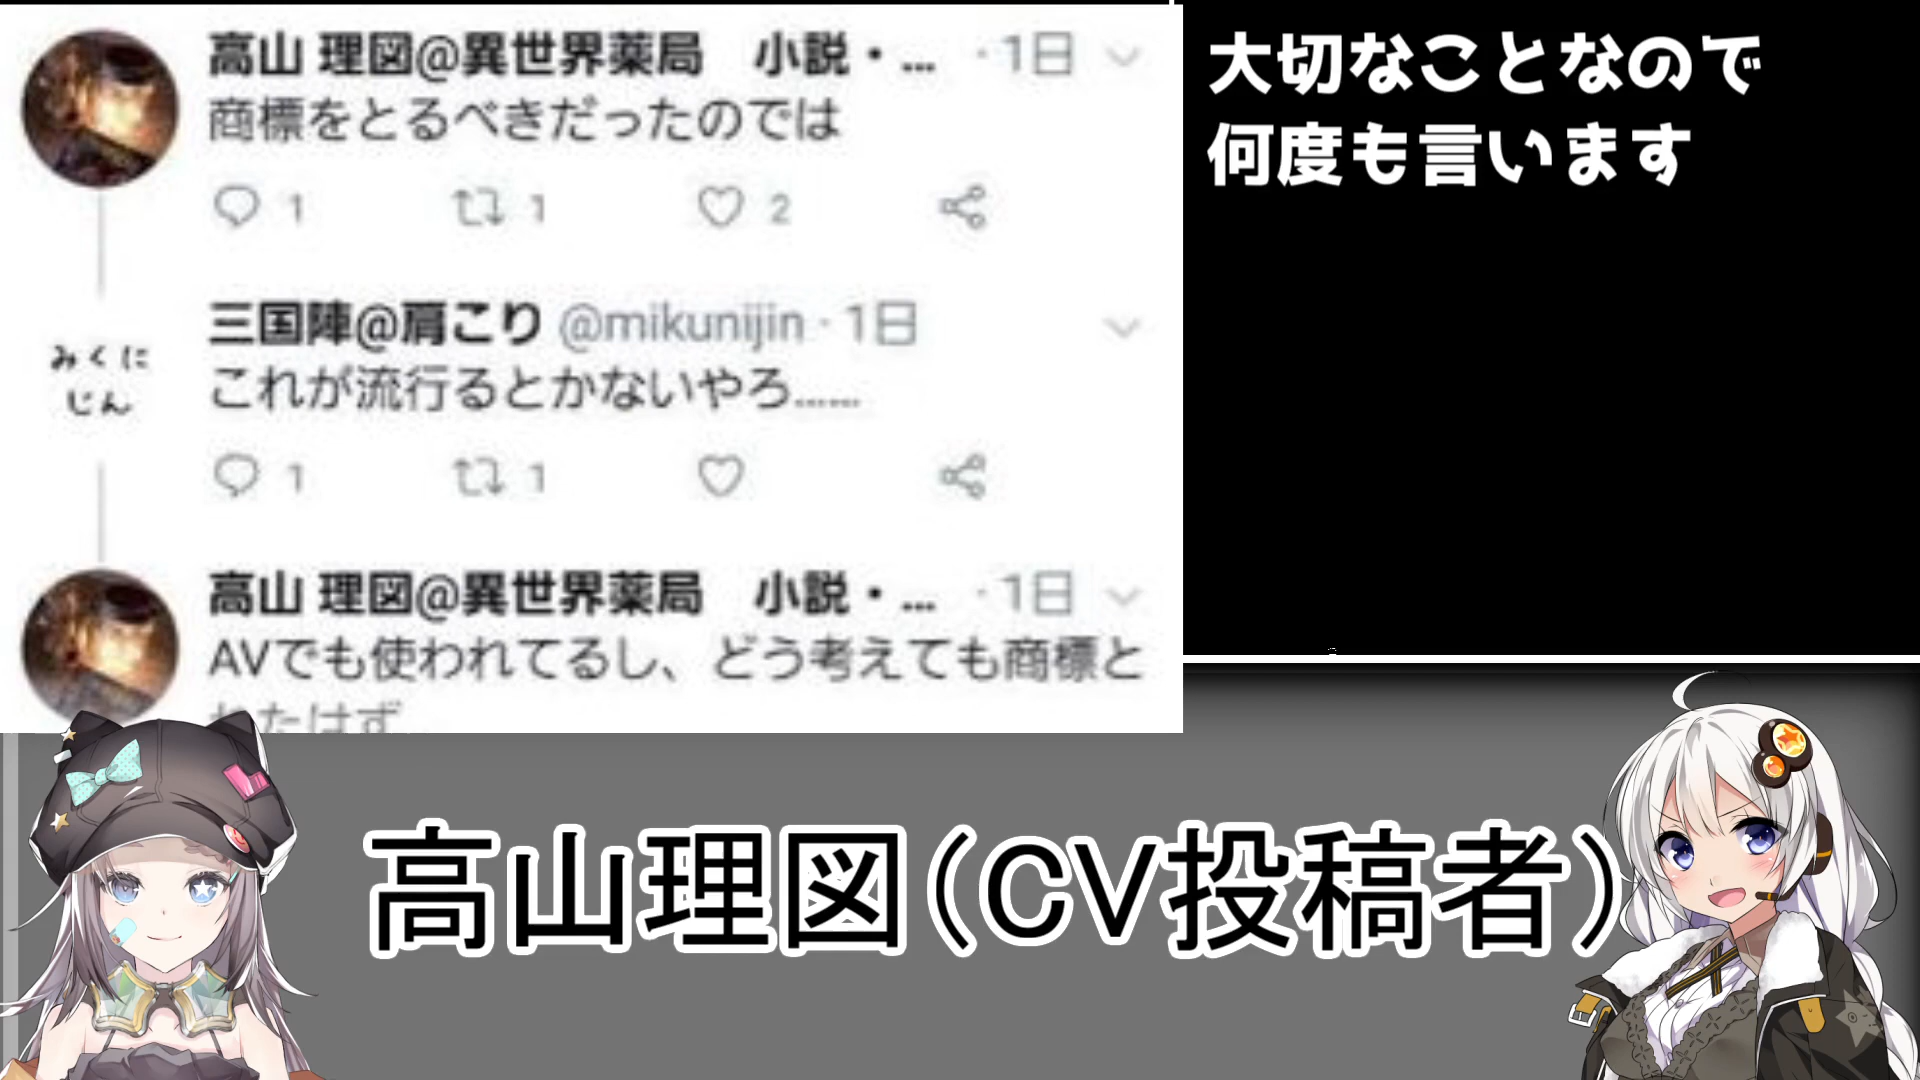 高山 理図@異世界薬局　小説・... ・1日
商標をとるべきだったのでは
1 1 2
みくに
じん
三国陣@肩こり @mikunijin・1日
これが流行るとかないやろ……
1 1
高山 理図@異世界薬局　小説・... ・1日
AVでも使われてるし、どう考えても商標と
れたはず…
大切なことなので
何度も言います
高山理図(CV投稿者)